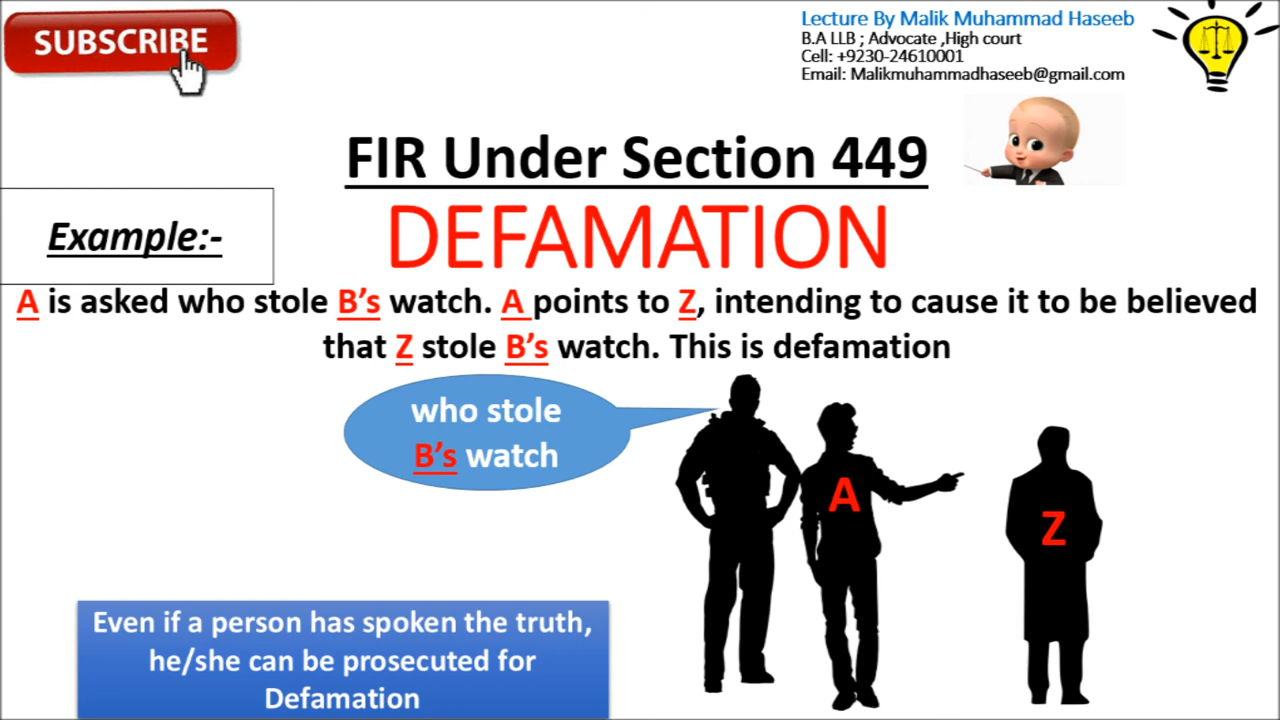 SUBSCRIBE
Lecture By Malik Muhammad Haseeb
B.A LLB ; Advocate ,High court
Cell: +9230-24610001
Email: Malikmuhammadhaseeb@gmail.com
FIR Under Section 449
Example:-
DEFAMATION
A is asked who stole B's watch. A points to Z, intending to cause it to be believed
that Z stole B's watch. This is defamation
who stole
B's watch
A
Z
Even if a person has spoken the truth,
he/she can be prosecuted for
Defamation